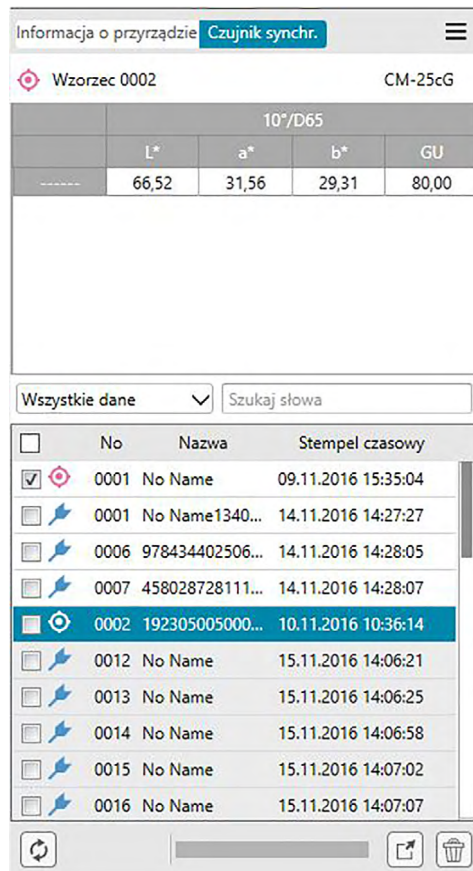 Informacja o przyrządzie Czujnik synchr.
Wzorzec 0002 CM-25cG
10°/D65
L* a* b* GU
------ 66,52 31,56 29,31 80,00
Wszystkie dane Szukaj słowa
No Nazwa Stempel czasowy
0001 No Name 09.11.2016 15:35:04
0001 No Name1340... 14.11.2016 14:27:27
0006 978434402506... 14.11.2016 14:28:05
0007 458028728111... 14.11.2016 14:28:07
0002 192305005000... 10.11.2016 10:36:14
0012 No Name 15.11.2016 14:06:21
0013 No Name 15.11.2016 14:06:25
0014 No Name 15.11.2016 14:06:58
0015 No Name 15.11.2016 14:07:02
0016 No Name 15.11.2016 14:07:07